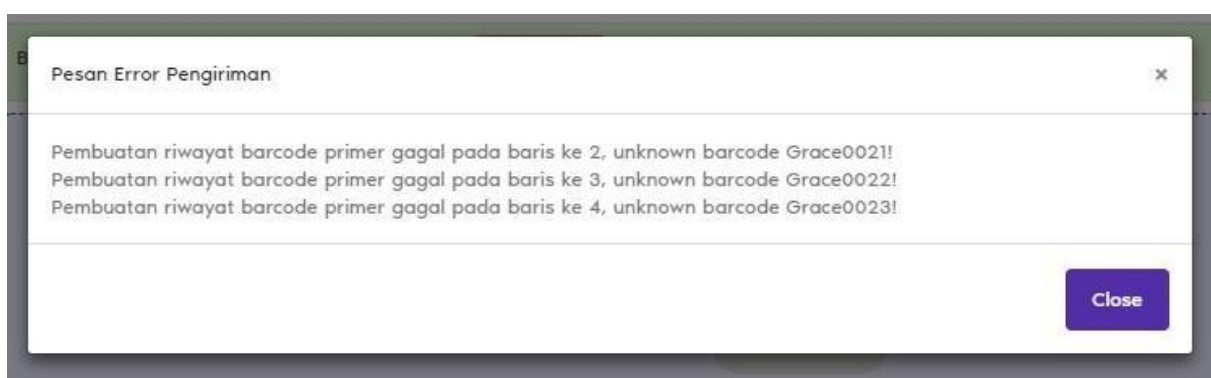 B
Pesan Error Pengiriman ×
Pembuatan riwayat barcode primer gagal pada baris ke 2, unknown barcode Grace0021!
Pembuatan riwayat barcode primer gagal pada baris ke 3, unknown barcode Grace0022!
Pembuatan riwayat barcode primer gagal pada baris ke 4, unknown barcode Grace0023!
Close